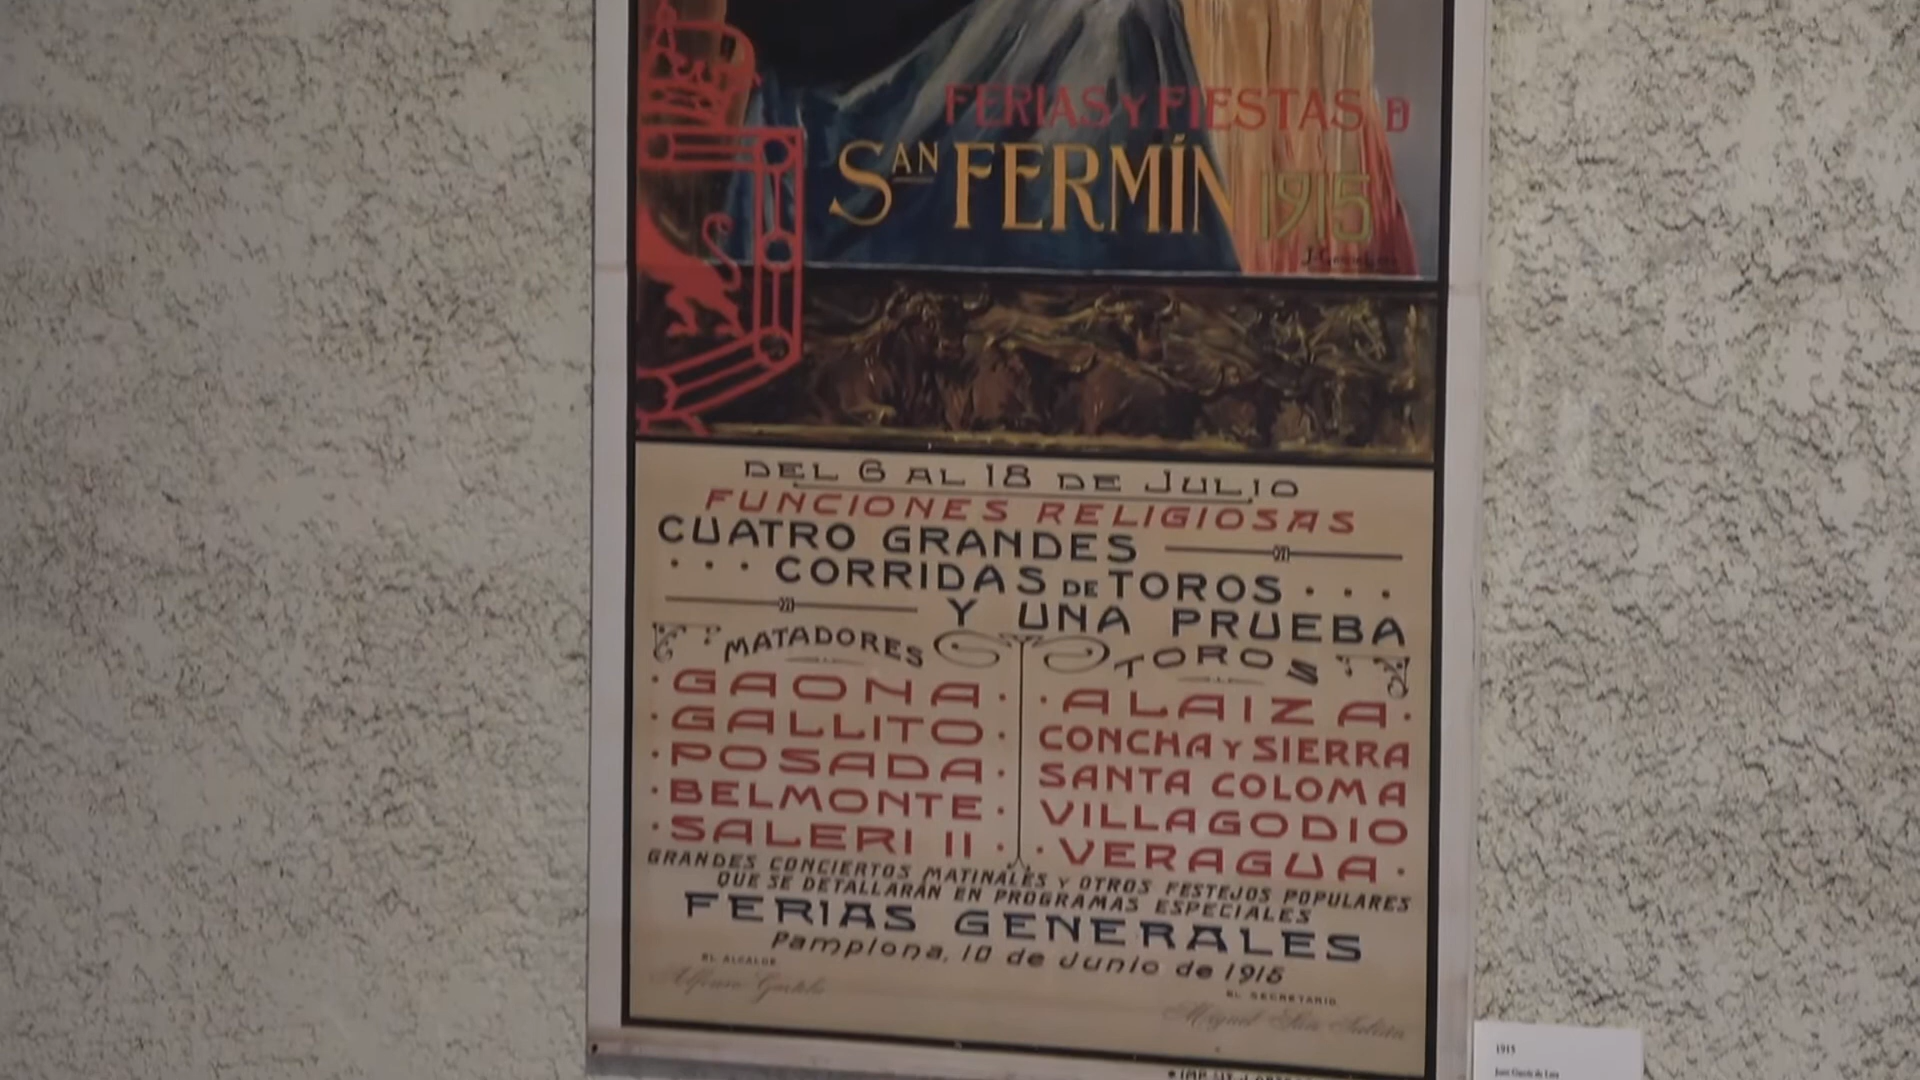 FERIAS Y FIESTAS D
SAN FERMÍN 1915
DEL 6 AL 18 DE JULIO
FUNCIONES RELIGIOSAS
CUATRO GRANDES
CORRIDAS DE TOROS
Y UNA PRUEBA
MATADORES
TOROS
GAONA
ALAIZA
GALLITO
CONCHA Y SIERRA
POSADA
SANTA COLOMA
BELMONTE
VILLAGODIO
SALERI II
VERAGUA
GRANDES CONCIERTOS MATINALES Y OTROS FESTEJOS POPULARES
QUE SE DETALLARÁN EN PROGRAMAS ESPECIALES
FERIAS GENERALES
Pamplona, 10 de Junio de 1915
EL ALCALDE
EL SECRETARIO
1915